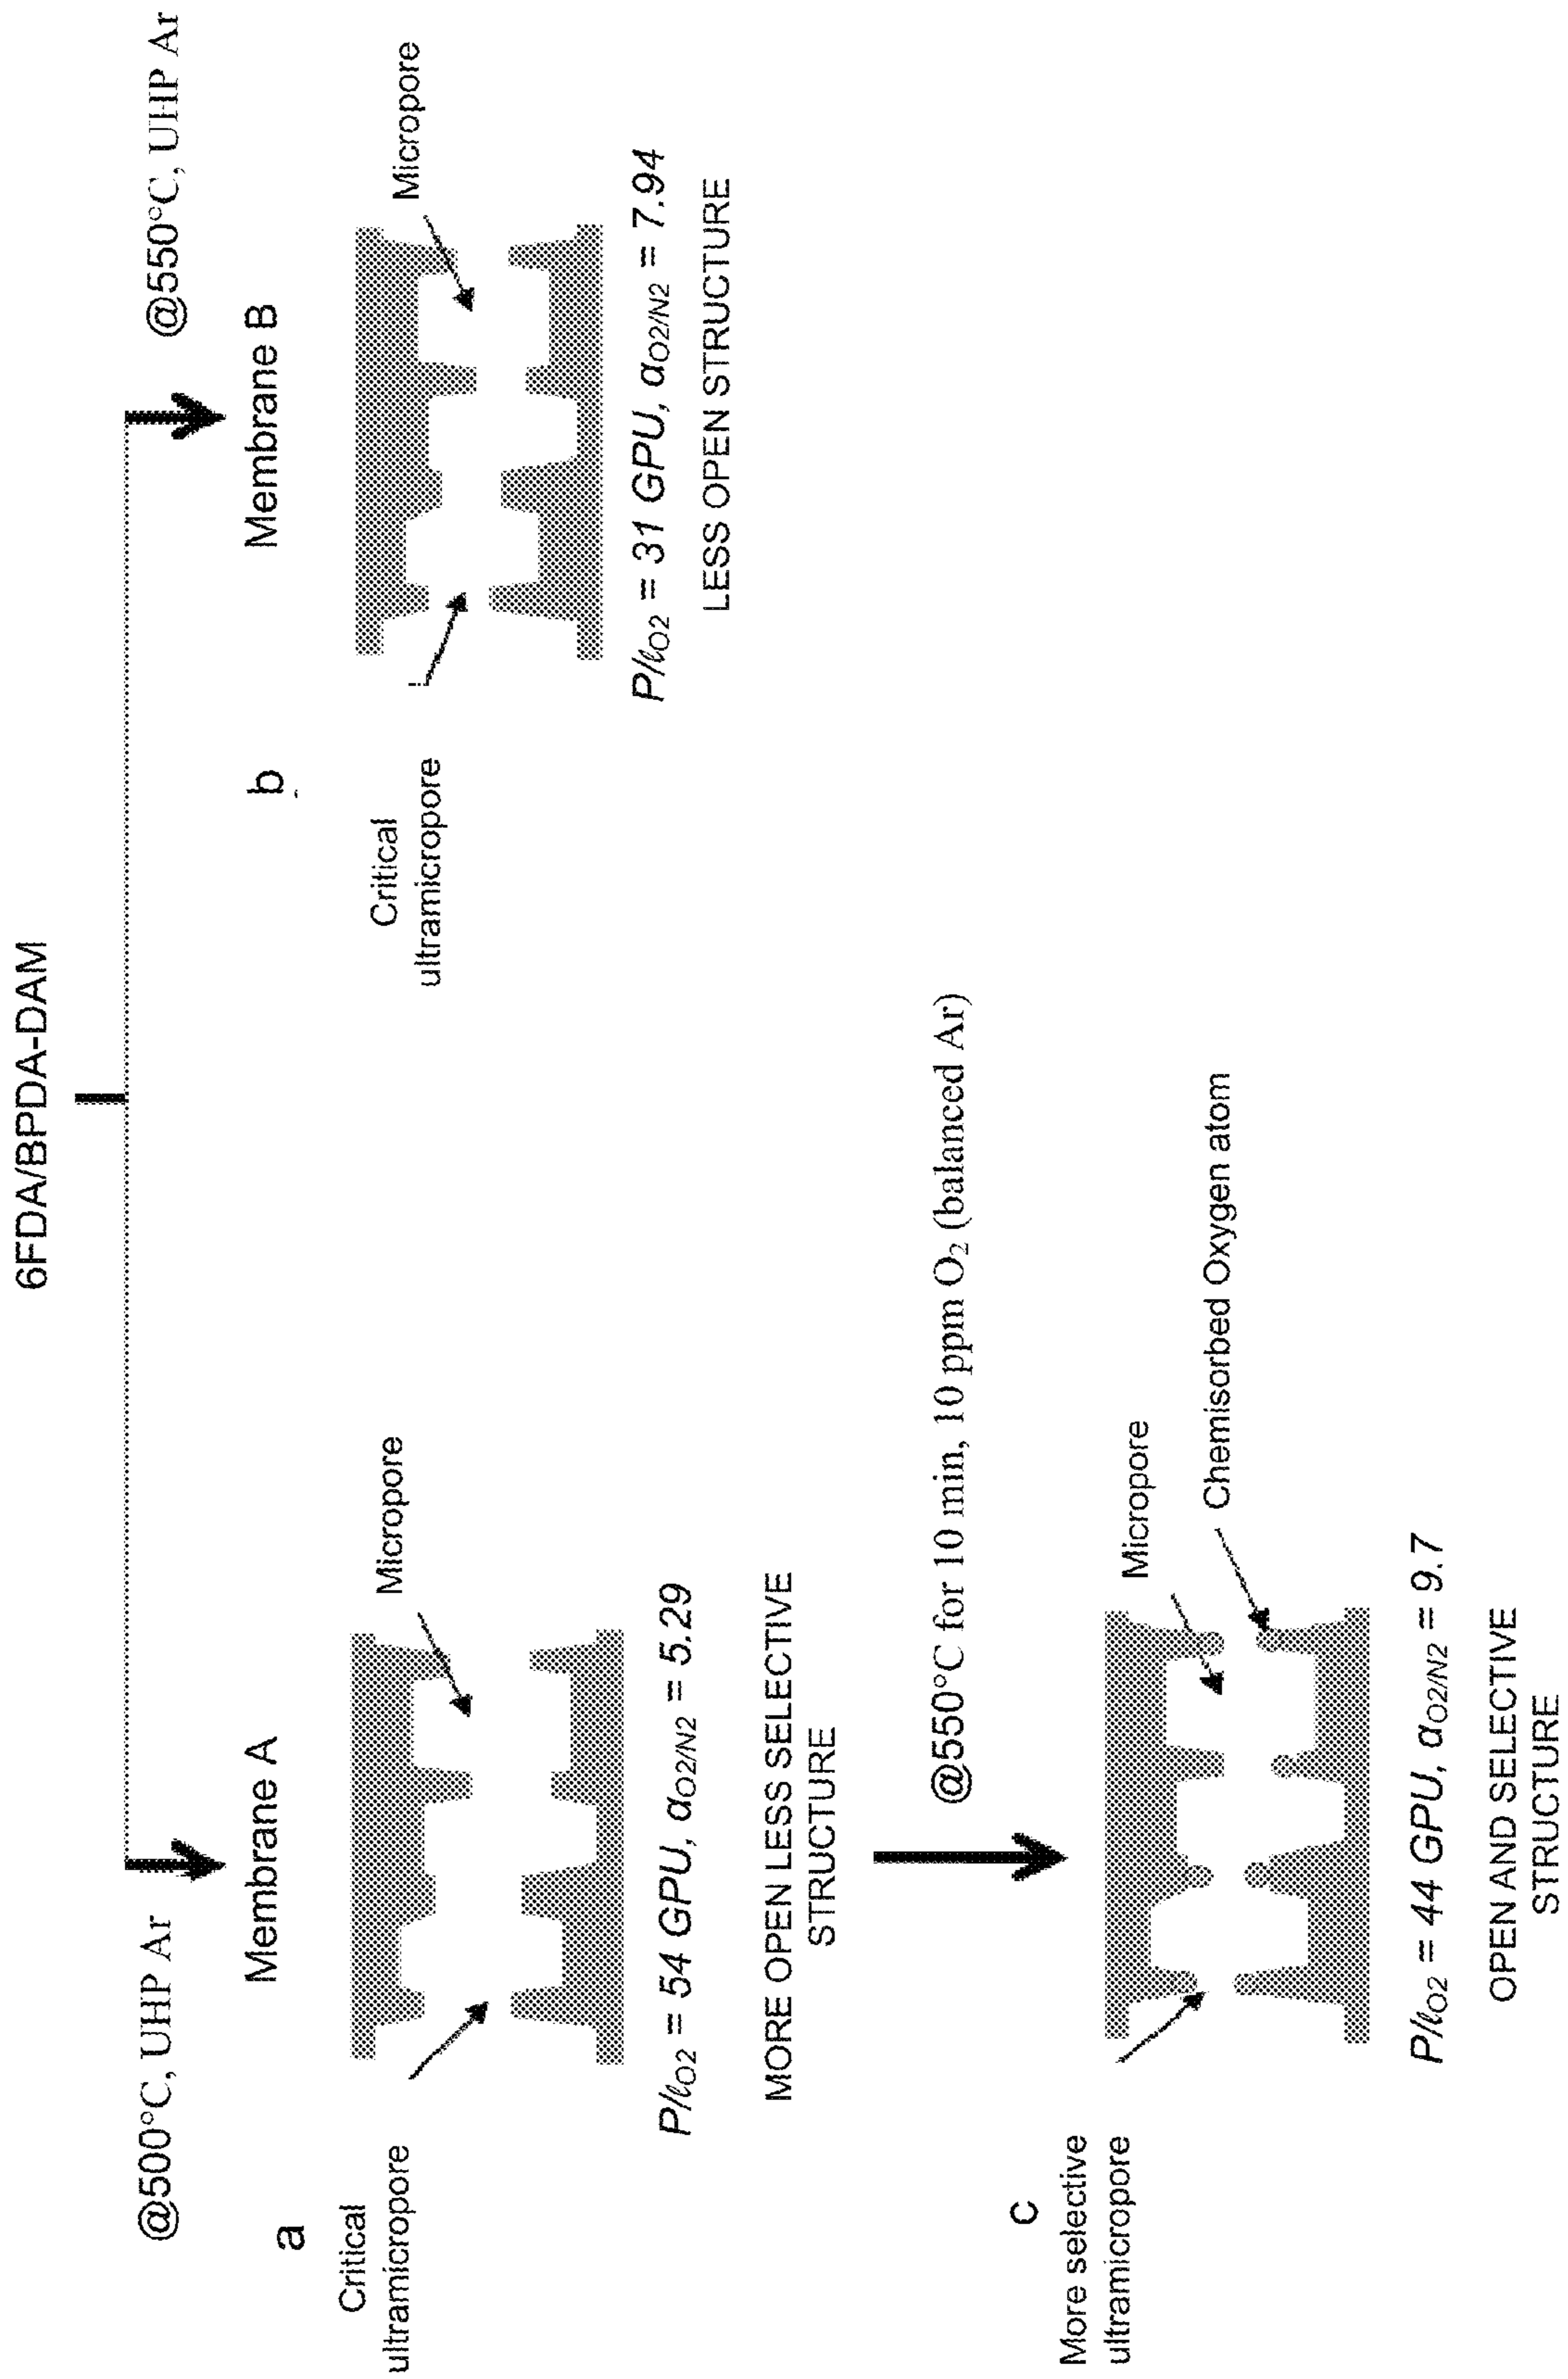 6FDA/BPDA-DAM
@500°C, UHP Ar
@550°C, UHP Ar
a
Membrane A
Critical
ultramicropore
Micropore
P/ℓO2 = 54 GPU, αO2/N2 = 5.29
MORE OPEN LESS SELECTIVE
STRUCTURE
b
Membrane B
Critical
ultramicropore
Micropore
P/ℓO2 = 31 GPU, αO2/N2 = 7.94
LESS OPEN STRUCTURE
@550°C for 10 min, 10 ppm O₂ (balanced Ar)
c
More selective
ultramicropore
Micropore
Chemisorbed Oxygen atom
P/ℓO2 = 44 GPU, αO2/N2 = 9.7
OPEN AND SELECTIVE
STRUCTURE